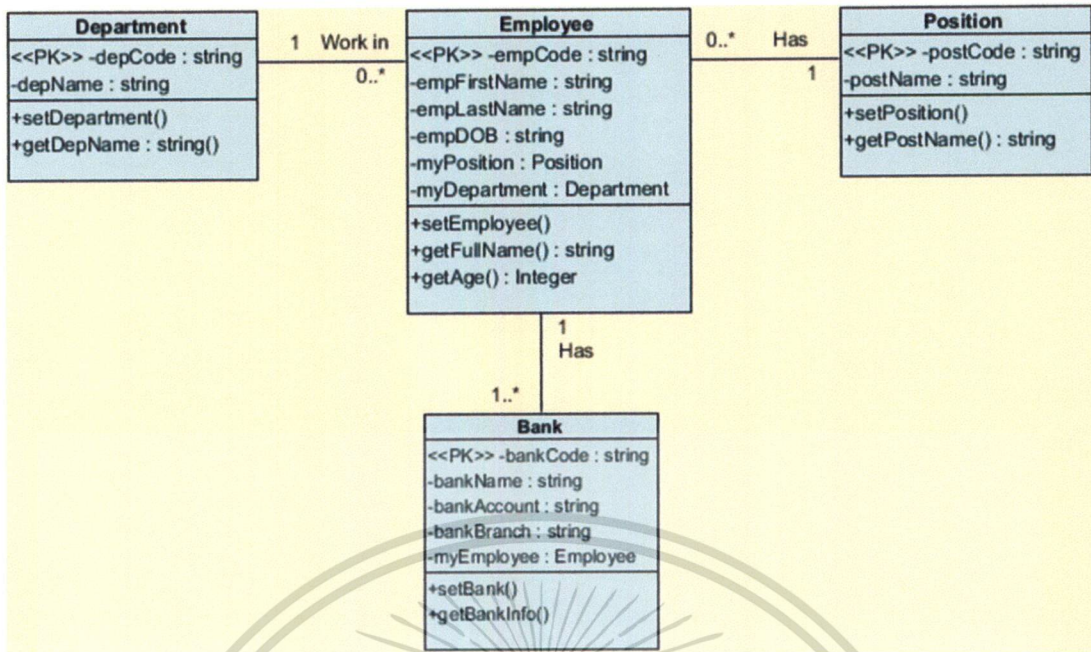 Department
<<PK>> -depCode : string
-depName : string
+setDepartment()
+getDepName : string()
1 Work in
0..*
Employee
<<PK>> -empCode : string
-empFirstName : string
-empLastName : string
-empDOB : string
-myPosition : Position
-myDepartment : Department
+setEmployee()
+getFullName() : string
+getAge() : Integer
0..* Has
1
Position
<<PK>> -postCode : string
-postName : string
+setPosition()
+getPostName() : string
1
Has
1..*
Bank
<<PK>> -bankCode : string
-bankName : string
-bankAccount : string
-bankBranch : string
-myEmployee : Employee
+setBank()
+getBankInfo()